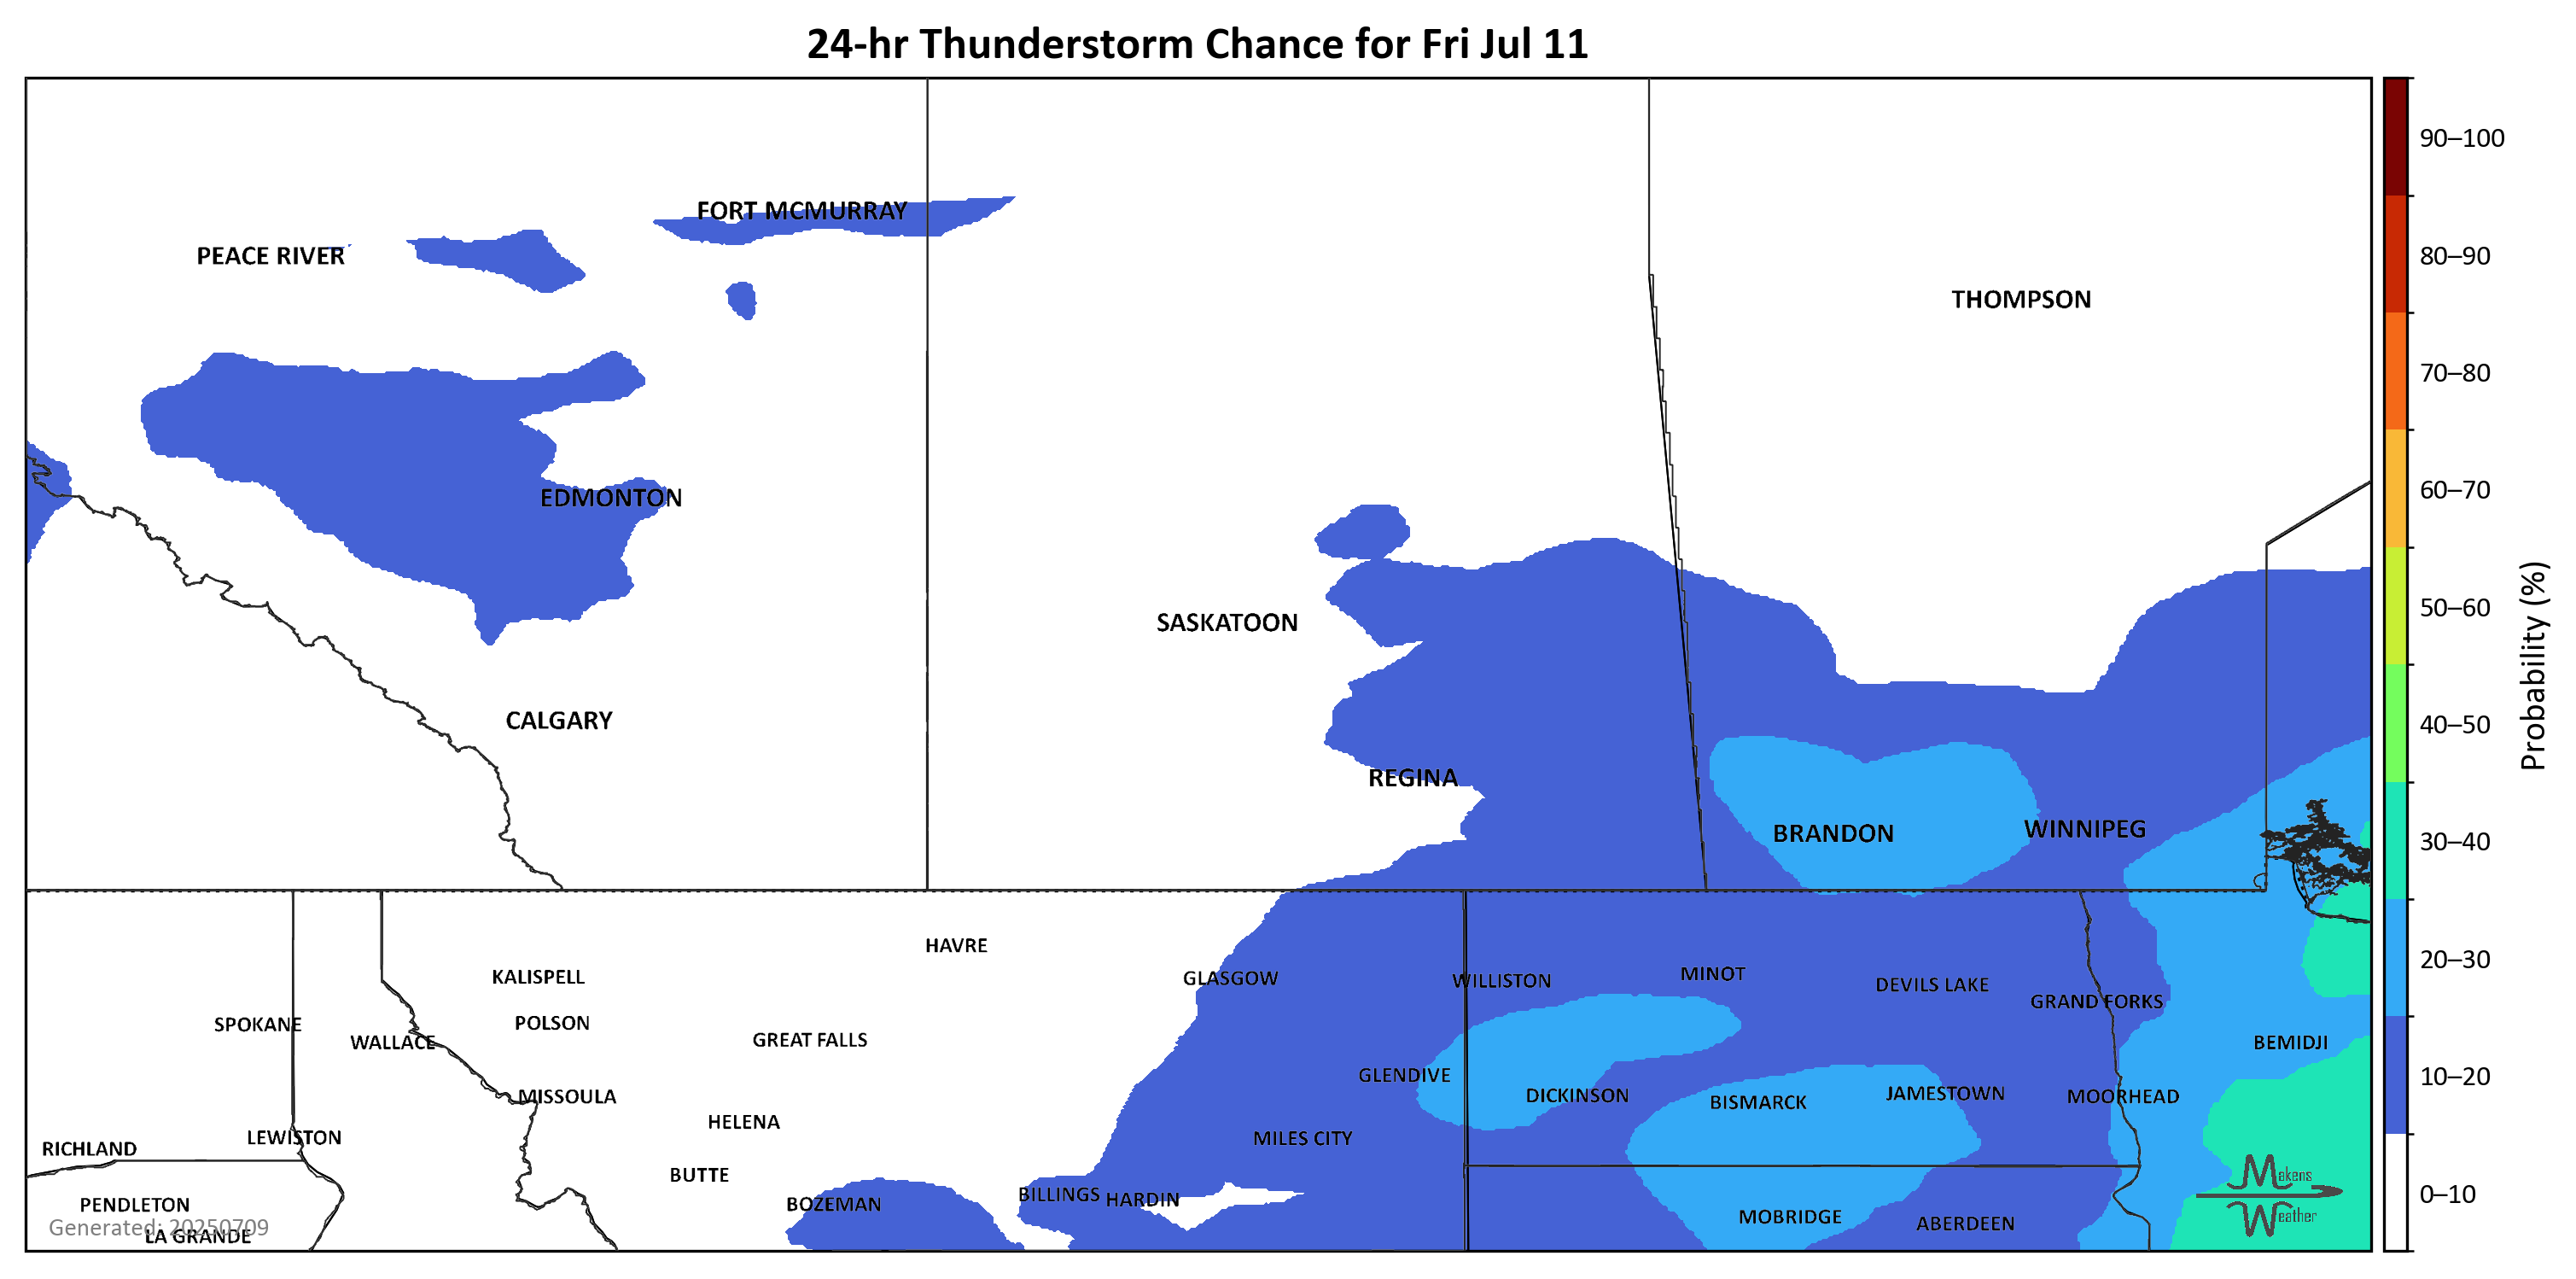 24-hr Thunderstorm Chance for Fri Jul 11
90–100
FORT MCMURRAY
PEACE RIVER
80–90
THOMPSON
70–80
EDMONTON
60–70
50–60
SASKATOON
Probability (%)
CALGARY
40–50
REGINA
BRANDON
WINNIPEG
30–40
HAVRE
20–30
KALISPELL
GLASGOW
WILLISTON
MINOT
DEVILS LAKE
GRAND FORKS
SPOKANE
POLSON
WALLACE
GREAT FALLS
BEMIDJI
GLENDIVE
10–20
MISSOULA
DICKINSON
BISMARCK
JAMESTOWN
MOORHEAD
HELENA
LEWISTON
MILES CITY
RICHLAND
BUTTE
Makens
Weather
BILLINGS
HARDIN
0–10
PENDLETON
BOZEMAN
MOBRIDGE
ABERDEEN
Generated: 20250709
LA GRANDE